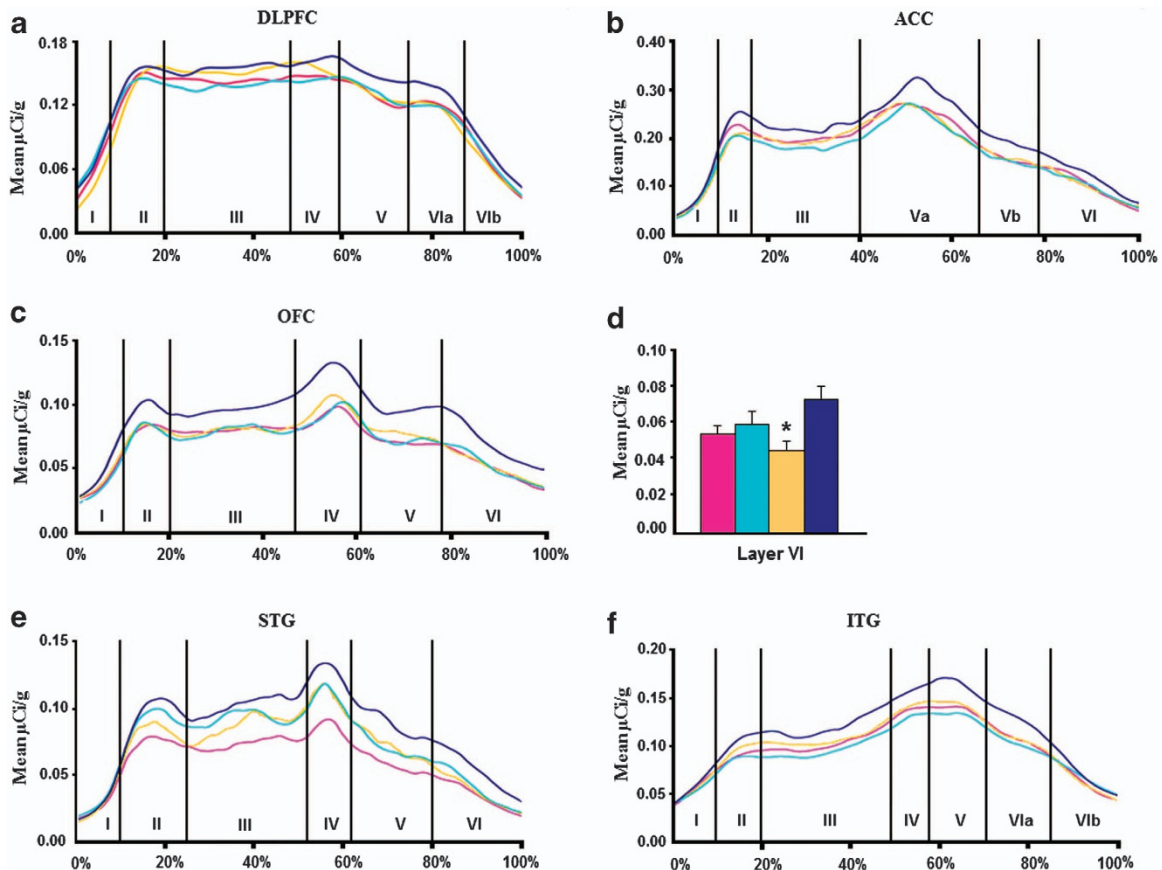 a
DLPFC
Mean µCi/g
0.18
0.12
0.06
0.00
I II III IV V VIa VIb
0% 20% 40% 60% 80% 100%
b
ACC
Mean µCi/g
0.40
0.30
0.20
0.10
0.00
I II III Va Vb VI
0% 20% 40% 60% 80% 100%
c
OFC
Mean µCi/g
0.15
0.10
0.05
0.00
I II III IV V VI
0% 20% 40% 60% 80% 100%
d
Mean µCi/g
0.10
0.08
0.06
0.04
0.02
0.00
*
Layer VI
e
STG
Mean µCi/g
0.15
0.10
0.05
0.00
I II III IV V VI
0% 20% 40% 60% 80% 100%
f
ITG
Mean µCi/g
0.20
0.15
0.10
0.05
0.00
I II III IV V VIa VIb
0% 20% 40% 60% 80% 100%